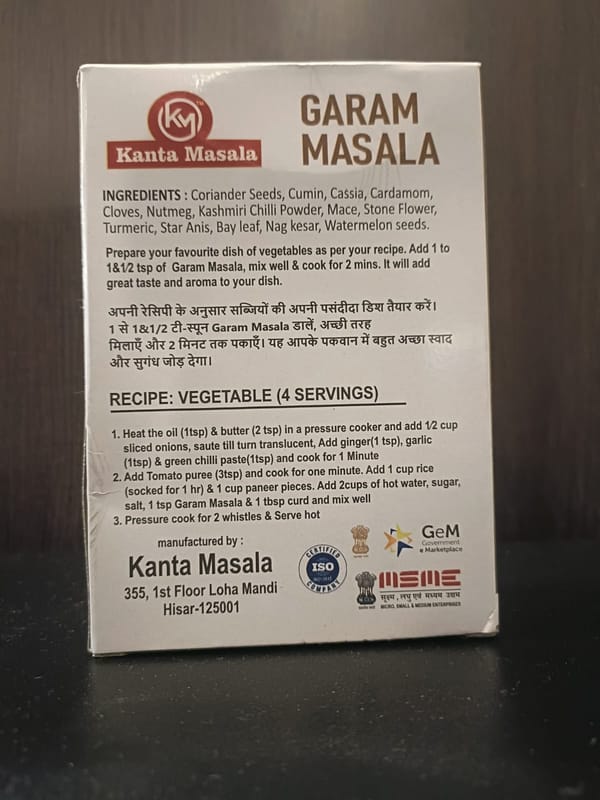 KM™
Kanta Masala
GARAM
MASALA
INGREDIENTS : Coriander Seeds, Cumin, Cassia, Cardamom,
Cloves, Nutmeg, Kashmiri Chilli Powder, Mace, Stone Flower,
Turmeric, Star Anis, Bay leaf, Nag kesar, Watermelon seeds.
Prepare your favourite dish of vegetables as per your recipe. Add 1 to
1&1/2 tsp of Garam Masala, mix well & cook for 2 mins. It will add
great taste and aroma to your dish.
अपनी रेसिपी के अनुसार सब्जियों की अपनी पसंदीदा डिश तैयार करें।
1 से 1&1/2 टी-स्पून Garam Masala डालें, अच्छी तरह
मिलाएँ और 2 मिनट तक पकाएँ। यह आपके पकवान में बहुत अच्छा स्वाद
और सुगंध जोड़ देगा।
RECIPE: VEGETABLE (4 SERVINGS)
1. Heat the oil (1tsp) & butter (2 tsp) in a pressure cooker and add 1/2 cup
sliced onions, saute till turn translucent, Add ginger(1 tsp), garlic
(1tsp) & green chilli paste(1tsp) and cook for 1 Minute
2. Add Tomato puree (3tsp) and cook for one minute. Add 1 cup rice
(socked for 1 hr) & 1 cup paneer pieces. Add 2cups of hot water, sugar,
salt, 1 tsp Garam Masala & 1 tbsp curd and mix well
3. Pressure cook for 2 whistles & Serve hot
manufactured by :
Kanta Masala
355, 1st Floor Loha Mandi
Hisar-125001
CERTIFIED
ISO
COMPANY
GeM
Government
e Marketplace
MSME
सूक्ष्म, लघु एवं मध्यम उद्यम
MICRO, SMALL & MEDIUM ENTERPRISES